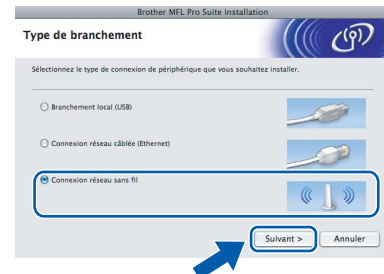 Brother MFL Pro Suite Installation
Type de branchement
Sélectionnez le type de connexion de périphérique que vous souhaitez installer.
Branchement local (USB)
Connexion réseau câblée (Ethernet)
Connexion réseau sans fil
Suivant >
Annuler